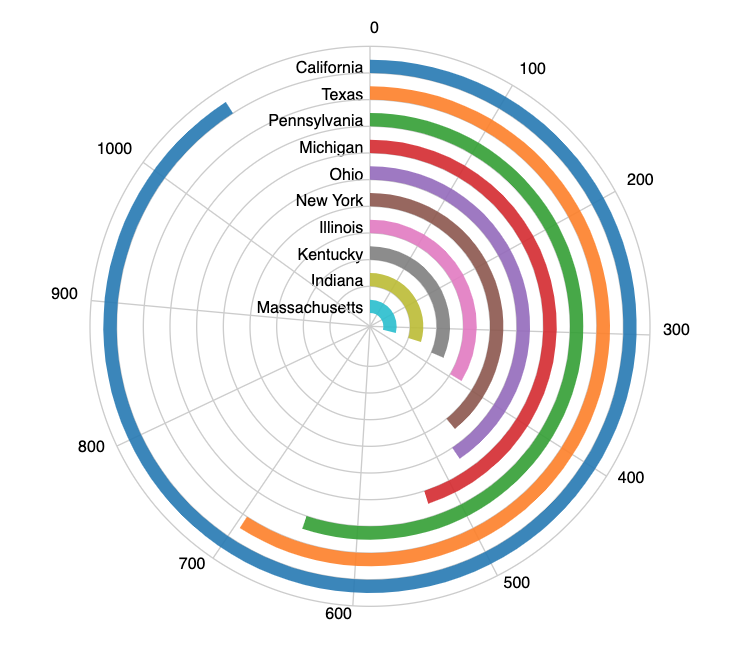 0
100
200
300
400
500
600
700
800
900
1000
California
Texas
Pennsylvania
Michigan
Ohio
New York
Illinois
Kentucky
Indiana
Massachusetts